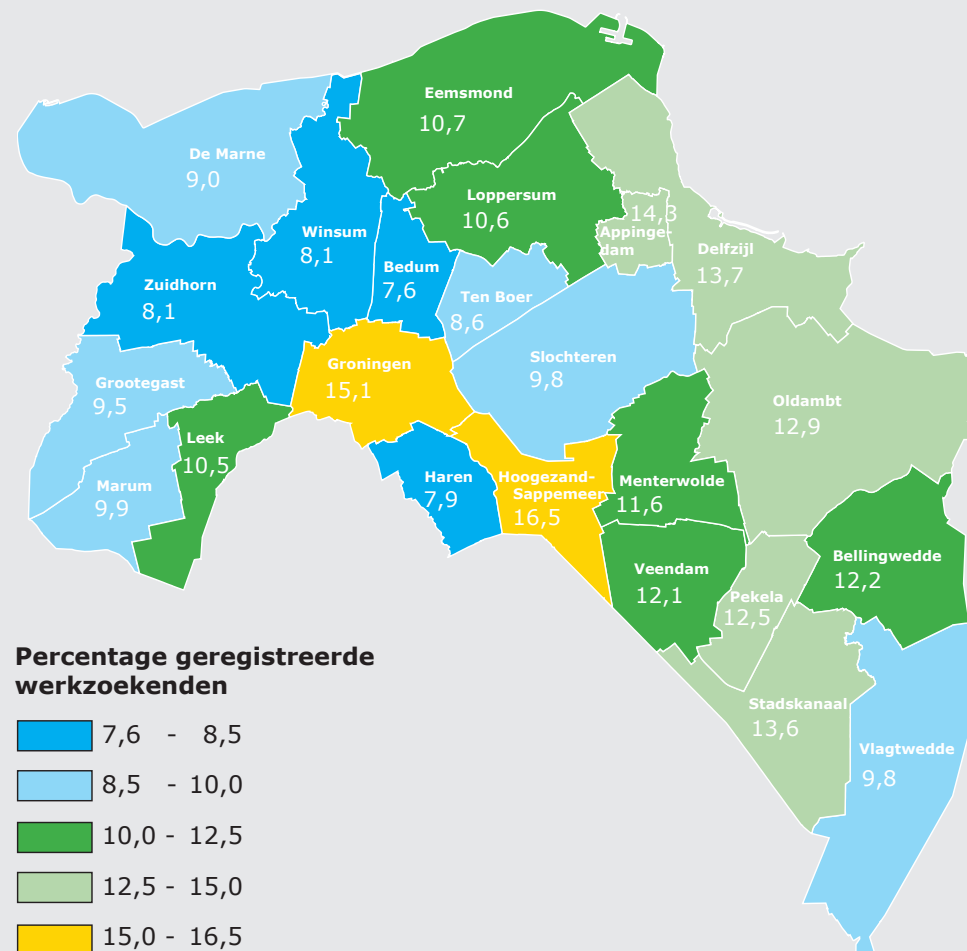 Eemsmond
10,7
De Marne
9,0
Loppersum
10,6
14,3
Appinge-
dam
Winsum
8,1
Bedum
7,6
Delfzijl
13,7
Zuidhorn
8,1
Ten Boer
8,6
Slochteren
9,8
Groningen
15,1
Grootegast
9,5
Oldambt
12,9
Leek
10,5
Marum
9,9
Haren
7,9
Hoogezand-
Sappemeer
16,5
Menterwolde
11,6
Veendam
12,1
Bellingwedde
12,2
Pekela
12,5
Stadskanaal
13,6
Vlagtwedde
9,8
Percentage geregistreerde
werkzoekenden
7,6 - 8,5
8,5 - 10,0
10,0 - 12,5
12,5 - 15,0
15,0 - 16,5